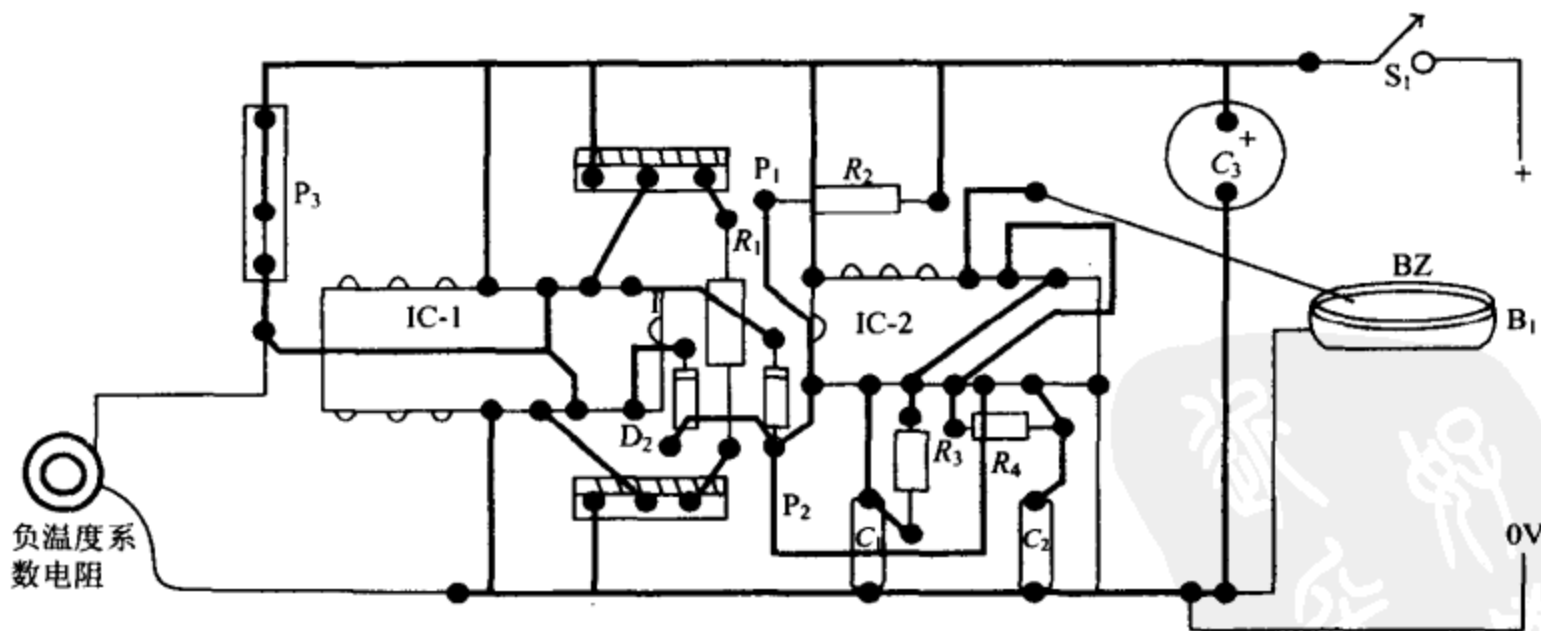 S₁
+
P₃
+
C₃
P₁
R₂
R₁
BZ
B₁
IC-1
IC-2
D₂
R₃
R₄
P₂
C₁
C₂
0V
负温度系
数电阻